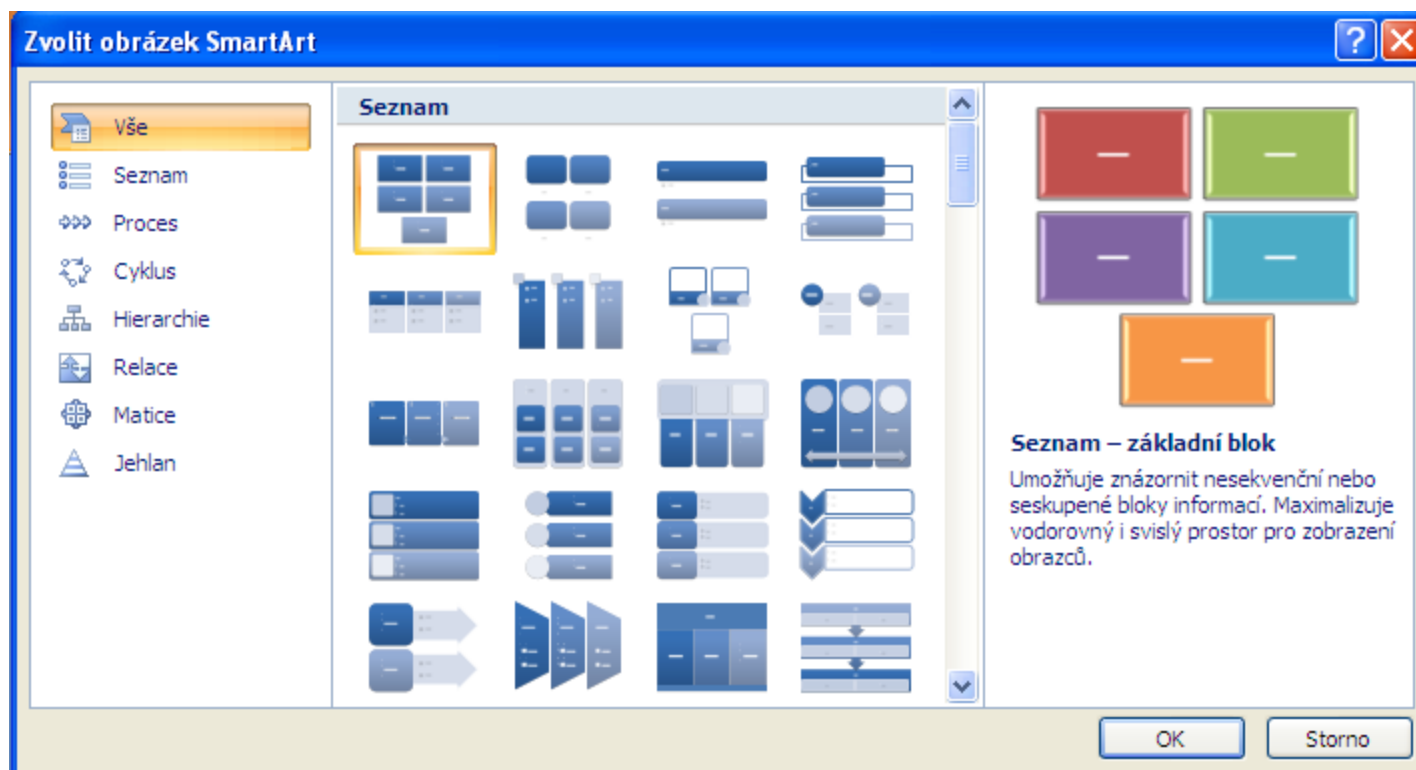 Zvolit obrázek SmartArt
Vše
Seznam
Proces
Cyklus
Hierarchie
Relace
Matice
Jehlan
Seznam
Seznam – základní blok
Umožňuje znázornit nesekvenční nebo
seskupené bloky informací. Maximalizuje
vodorovný i svislý prostor pro zobrazení
obrazců.
OK
Storno